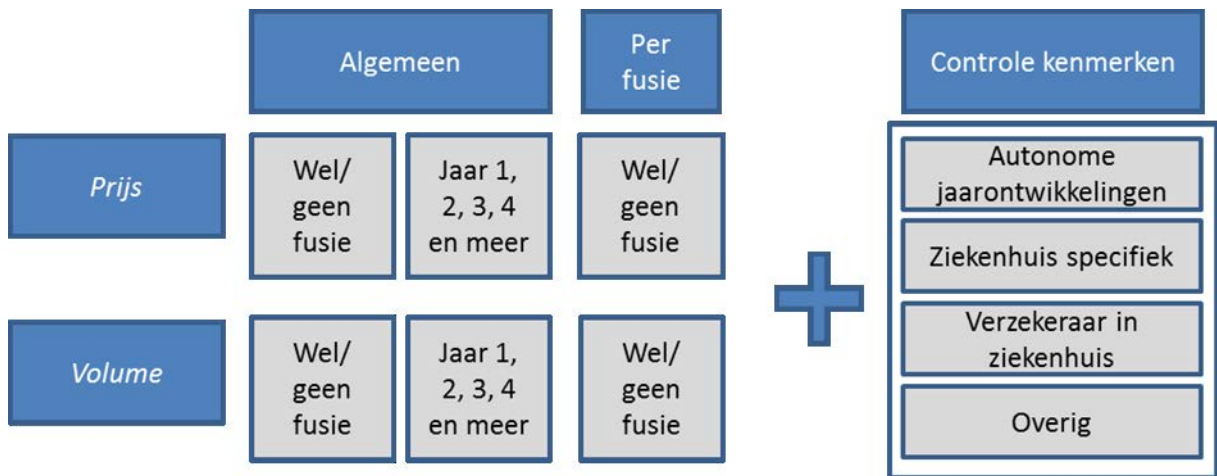 Algemeen
Per
fusie
Controle kenmerken
Prijs
Wel/
geen
fusie
Jaar 1,
2, 3, 4
en meer
Wel/
geen
fusie
Autonome
jaarontwikkelingen
Ziekenhuis specifiek
Verzekeraar in
ziekenhuis
Overig
Volume
Wel/
geen
fusie
Jaar 1,
2, 3, 4
en meer
Wel/
geen
fusie